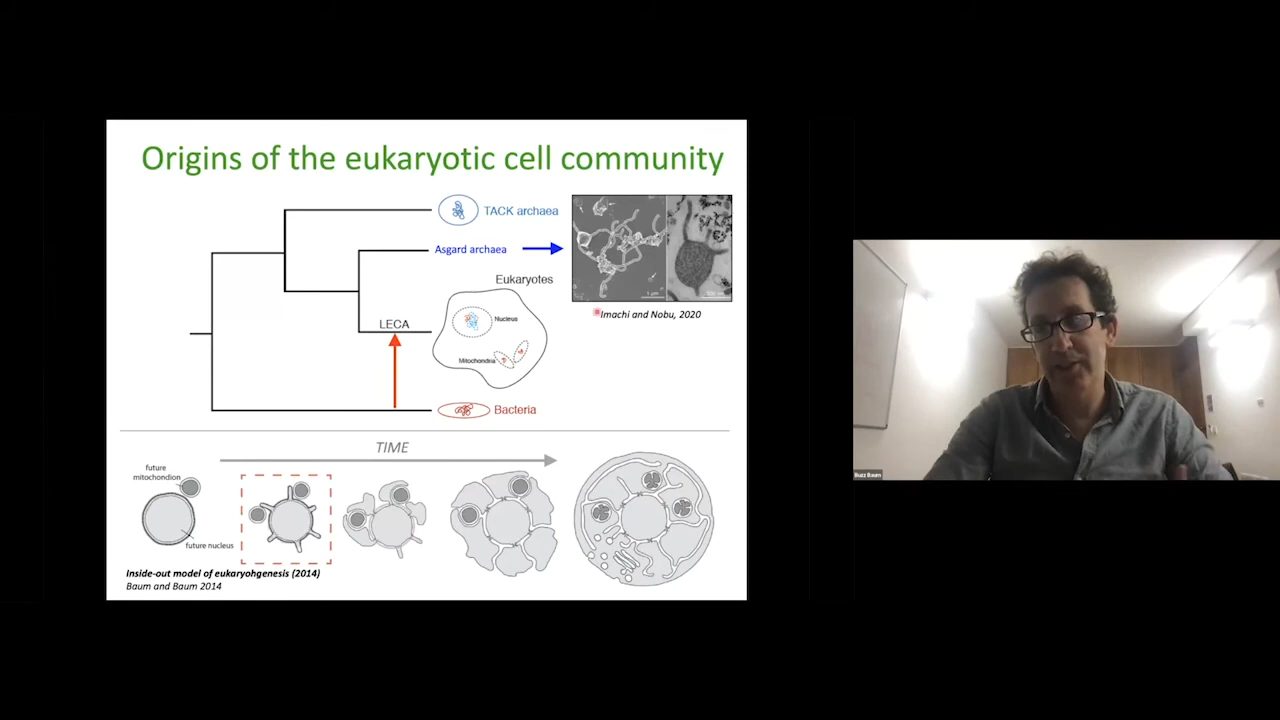 Origins of the eukaryotic cell community
TACK archaea
Asgard archaea
Eukaryotes
LECA
Nucleus
Mitochondria
Imachi and Nobu, 2020
Bacteria
TIME
future
mitochondrion
future nucleus
Inside-out model of eukaryohgenesis (2014)
Baum and Baum 2014
Buzz Baum